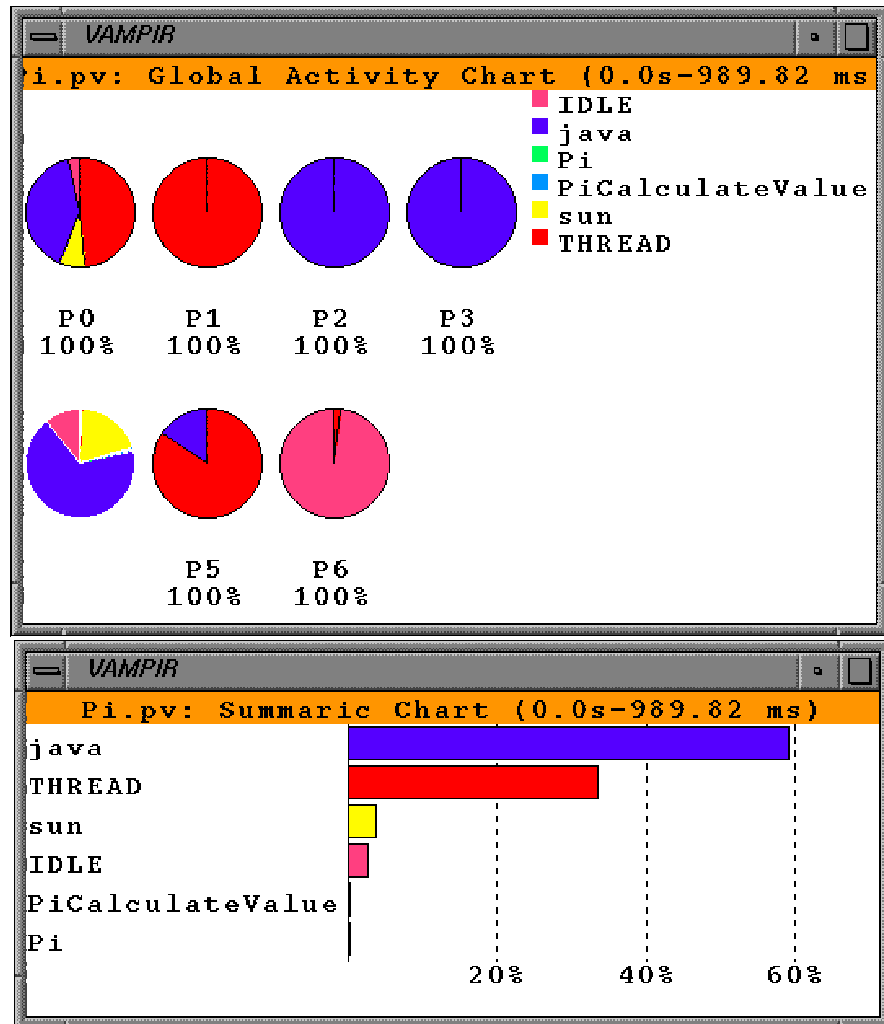 VAMPIR
i.pv: Global Activity Chart (0.0s-989.82 ms
IDLE
java
Pi
PiCalculateValue
sun
THREAD
P0 P1 P2 P3
100% 100% 100% 100%
P5 P6
100% 100%
VAMPIR
Pi.pv: Summaric Chart (0.0s-989.82 ms)
java
THREAD
sun
IDLE
PiCalculateValue
Pi
20% 40% 60%